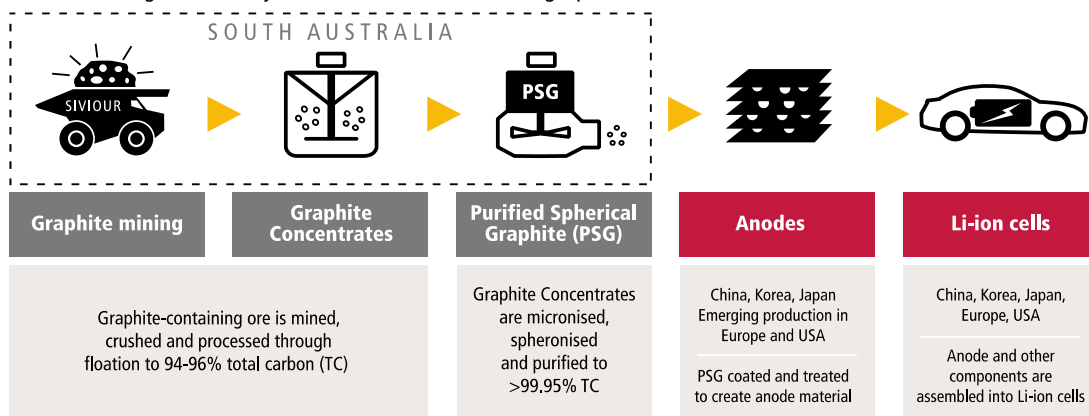 SOUTH AUSTRALIA
SIVIOUR
PSG
Graphite mining
Graphite
Concentrates
Purified Spherical
Graphite (PSG)
Anodes
Li-ion cells
Graphite-containing ore is mined,
crushed and processed through
floation to 94-96% total carbon (TC)
Graphite Concentrates
are micronised,
spheronised
and purified to
>99.95% TC
China, Korea, Japan
Emerging production in
Europe and USA
PSG coated and treated
to create anode material
China, Korea, Japan,
Europe, USA
Anode and other
components are
assembled into Li-ion cells